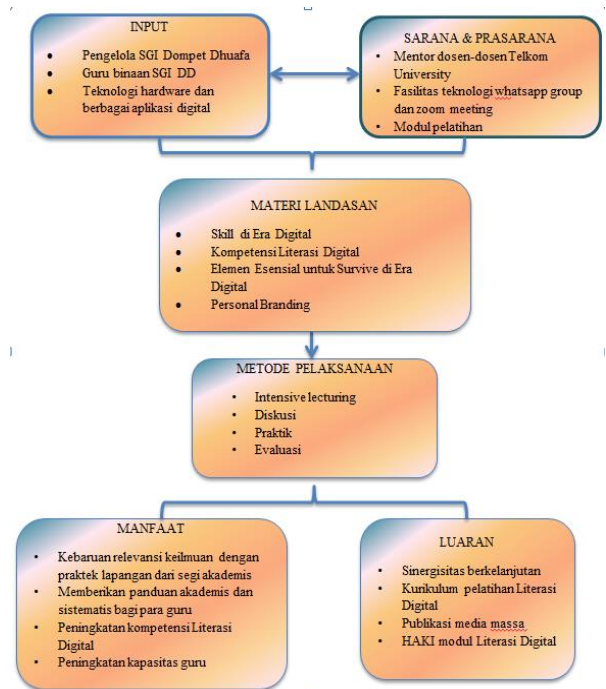 INPUT
● Pengelola SGI Dompet Dhuafa
● Guru binaan SGI DD
● Teknologi hardware dan
berbagai aplikasi digital
SARANA & PRASARANA
• Mentor dosen-dosen Telkom
University
• Fasilitas teknologi whatsapp group
dan zoom meeting
• Modul pelatihan
MATERI LANDASAN
● Skill di Era Digital
● Kompetensi Literasi Digital
● Elemen Esensial untuk Survive di Era
Digital
● Personal Branding
METODE PELAKSANAAN
• Intensive lecturing
• Diskusi
• Praktik
• Evaluasi
MANFAAT
• Kebaruan relevansi keilmuan dengan
praktek lapangan dari segi akademis
• Memberikan panduan akademis dan
sistematis bagi para guru
• Peningkatan kompetensi Literasi
Digital
• Peningkatan kapasitas guru
LUARAN
• Sinergisitas berkelanjutan
• Kurikulum pelatihan Literasi
Digital
• Publikasi media massa
• HAKI modul Literasi Digital